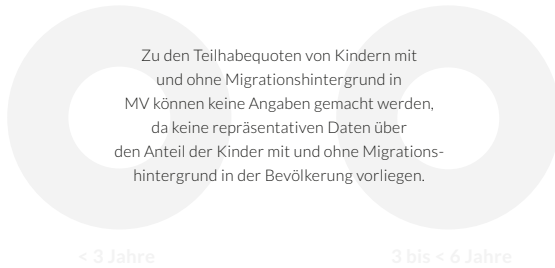 Zu den Teilhabequoten von Kindern mit
und ohne Migrationshintergrund in
MV können keine Angaben gemacht werden,
da keine repräsentativen Daten über
den Anteil der Kinder mit und ohne Migrations-
hintergrund in der Bevölkerung vorliegen.
< 3 Jahre
3 bis < 6 Jahre